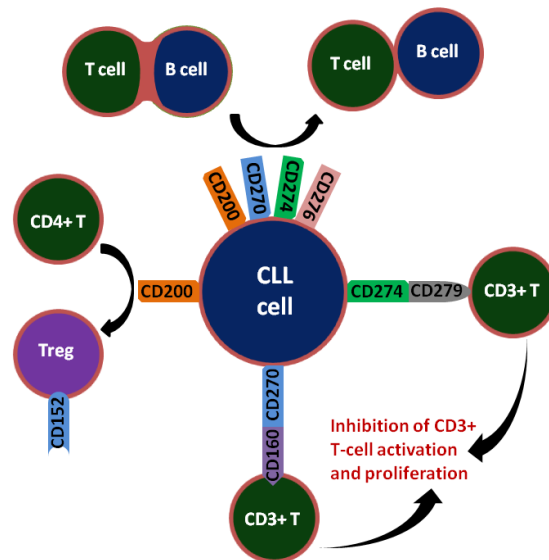 T cell
B cell
T cell
B cell
CD200
CD270
CD274
CD276
CD4+ T
CLL
cell
CD200
CD274
CD279
CD3+ T
Treg
CD152
CD270
CD160
Inhibition of CD3+
T-cell activation
and proliferation
CD3+ T